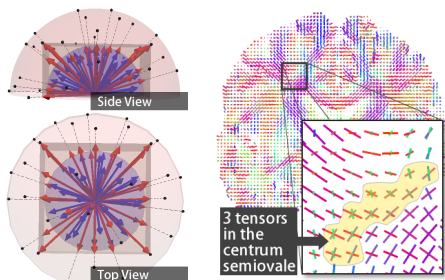 Side View
Top View
3 tensors
in the
centrum
semiovale